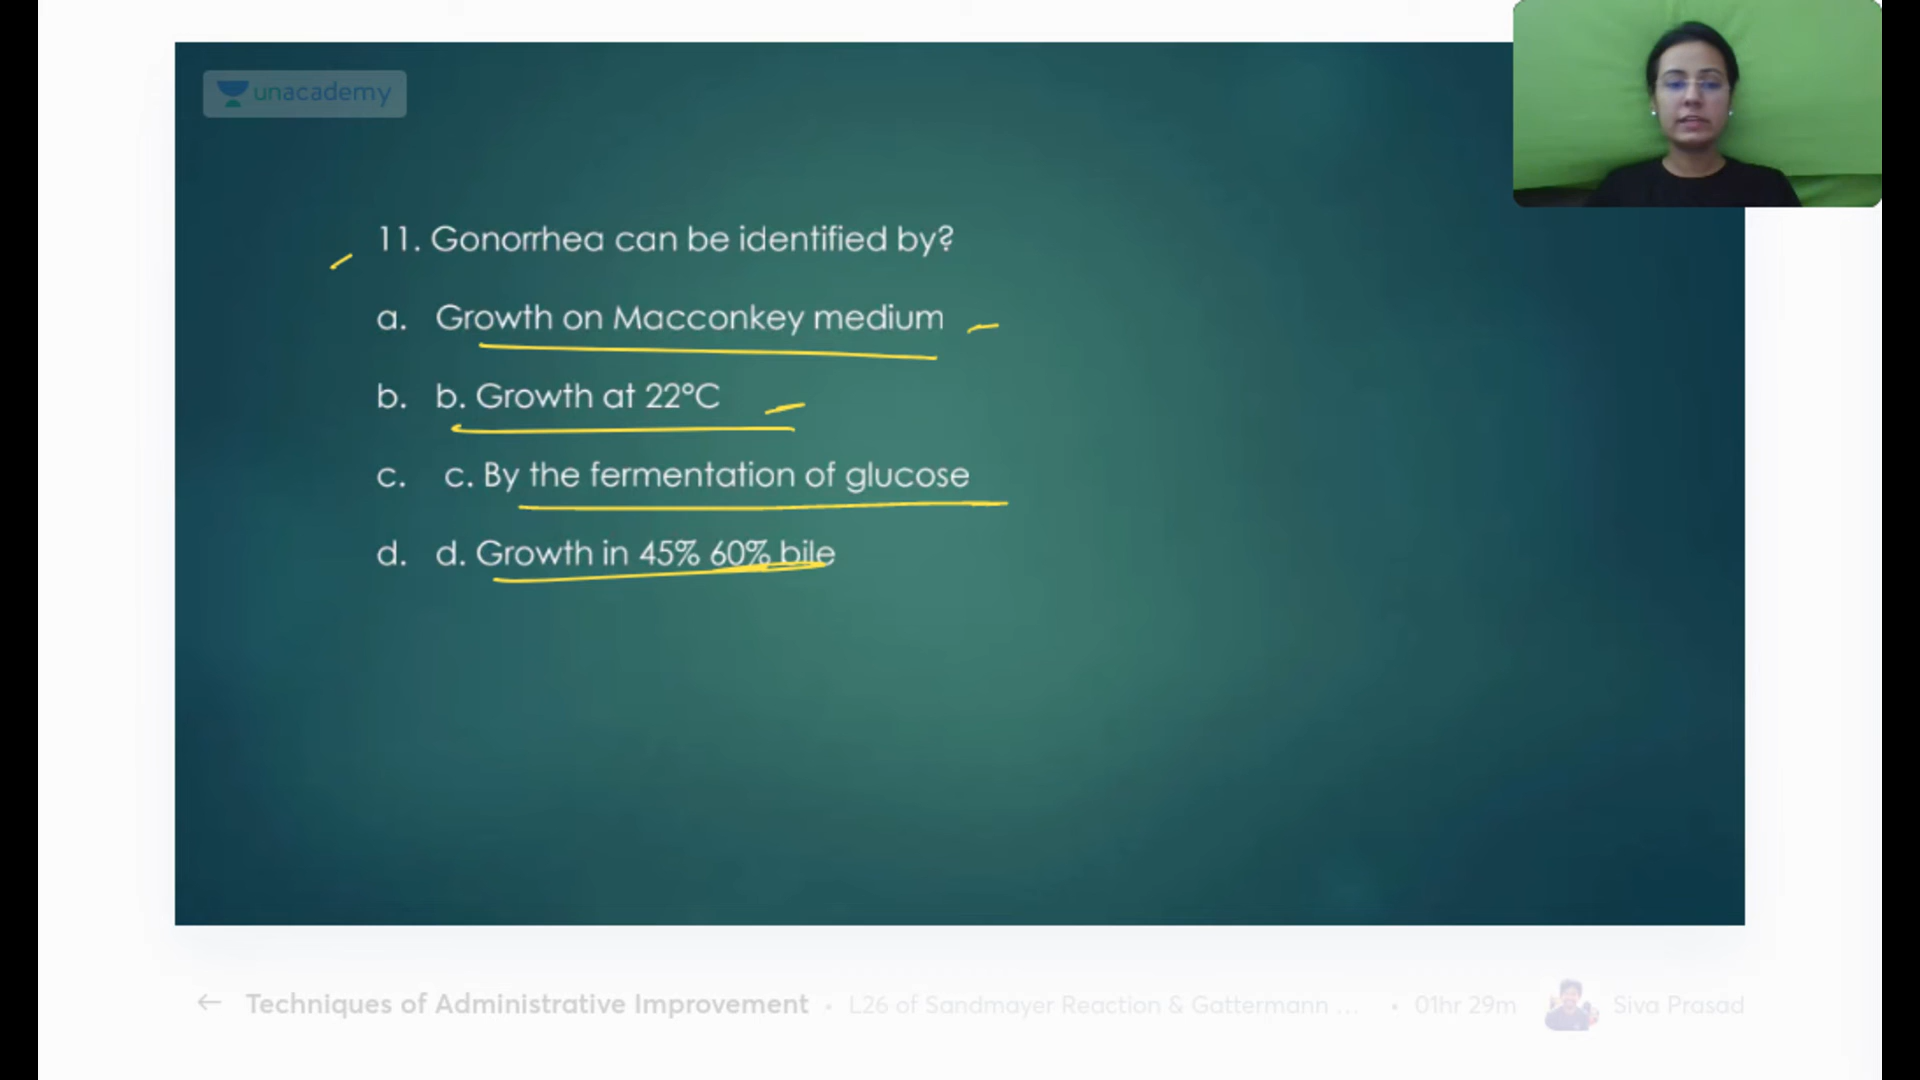 unacademy
11. Gonorrhea can be identified by?
a. Growth on Macconkey medium
b. b. Growth at 22°C
c. c. By the fermentation of glucose
d. d. Growth in 45% 60% bile
← Techniques of Administrative Improvement • L26 of Sandmayer Reaction & Gattermann ... • 01hr 29m Siva Prasad